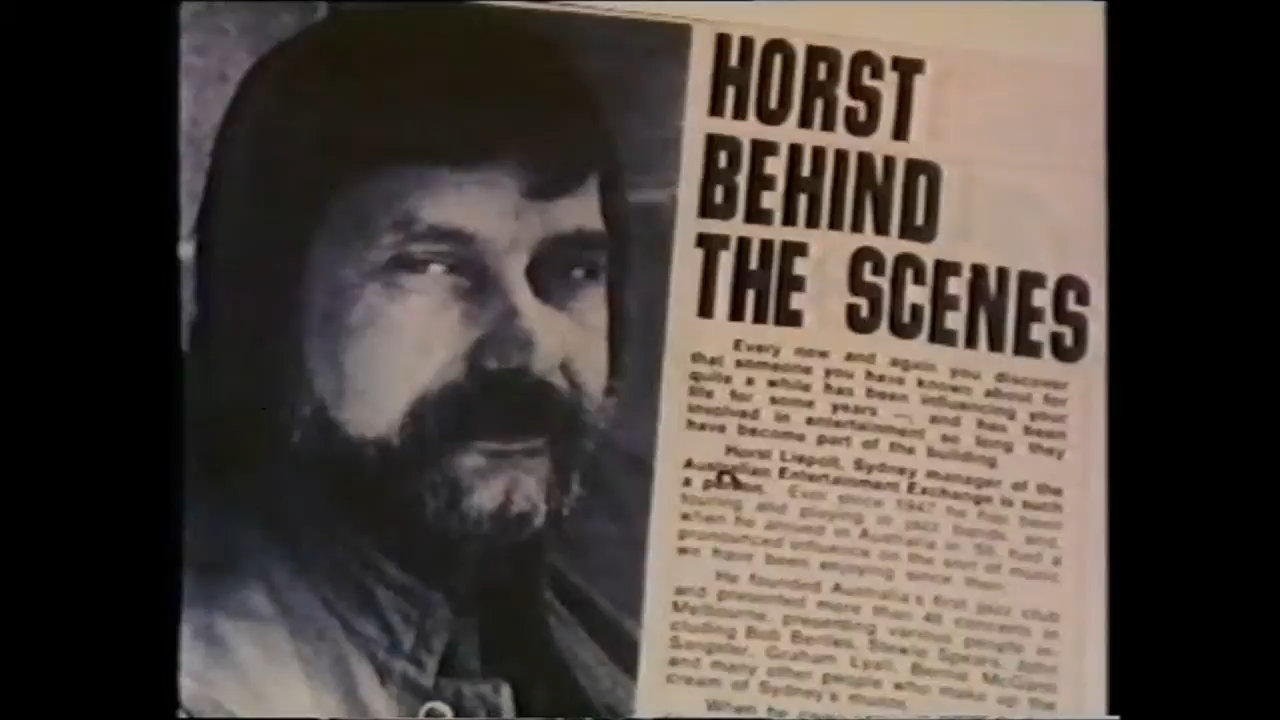 HORST
BEHIND
THE SCENES
Every now and again you discover
that someone you have known about for
quite a while has been influencing your
life for some years —, and has been
involved in entertainment so long they
have become part of the building.
Horst Liepolt, Sydney manager of the
Australian Entertainment Exchange is such
a person. Ever since 1947 he has been
touring and playing in jazz bands, and
when he arrived in Australia in '55, had a
pronounced influence on the sort of music
we have been enjoying since then.
He founded Australia's first jazz club
and presented more than 40 concerts in
Melbourne, presenting various people in-
cluding Bob Bertles, Stewie Speers, John
Sangster, Graham Lyall, Bernie McGann
and many other people who make up the
cream of Sydney's music.
When he